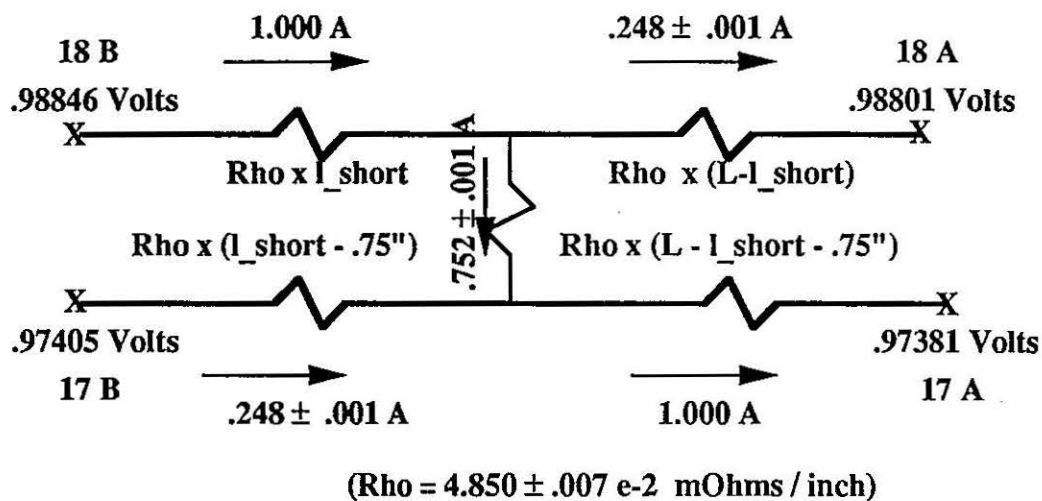 1.000 A
.248 ± .001 A
18 B
18 A
.98846 Volts
.98801 Volts
X
X
Rho x l_short
.752 ± .001 A
Rho x (L-l_short)
Rho x (l_short - .75")
Rho x (L - l_short - .75")
X
X
.97405 Volts
.97381 Volts
17 B
17 A
.248 ± .001 A
1.000 A
(Rho = 4.850 ± .007 e-2 mOhms / inch)